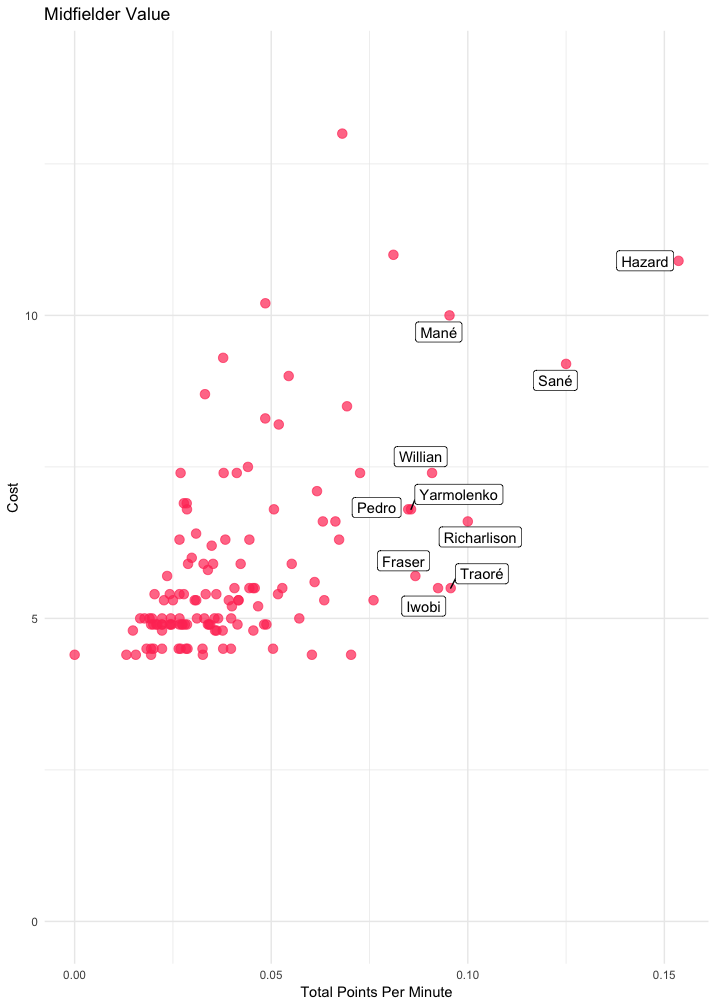 Midfielder Value
Hazard
10
Mané
Sané
Willian
Yarmolenko
Pedro
Richarlison
Cost
Fraser
Traoré
Iwobi
5
0
0.00
0.05
0.10
0.15
Total Points Per Minute